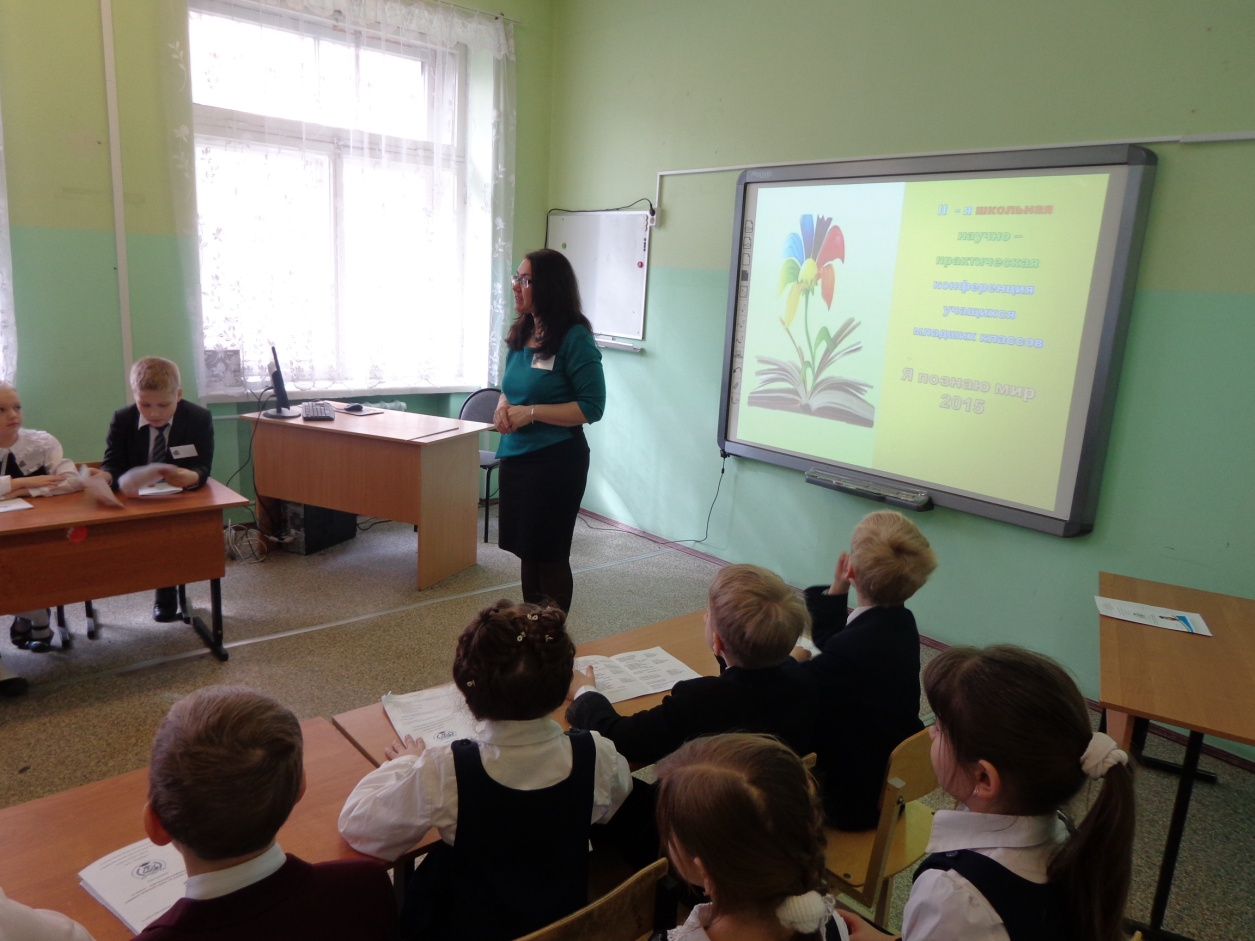 II - я школьная
научно –
практическая
конференция
учащихся
младших классов
Я познаю мир
2015